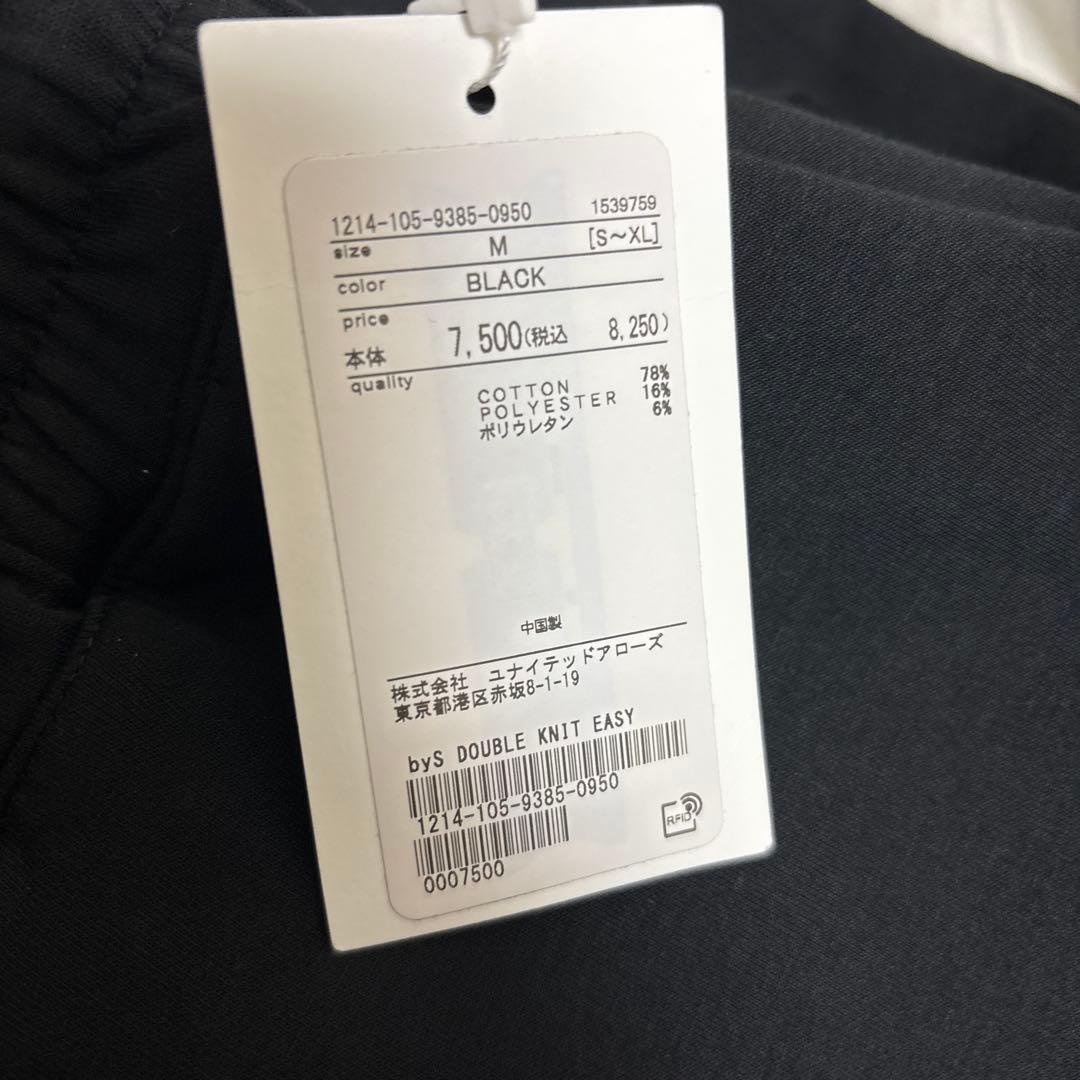 1214-105-9385-0950 1539759
size M [S~XL]
color BLACK
price
本体 7,500(税込 8,250)
quality
COTTON 78%
POLYESTER 16%
ポリウレタン 6%
中国製
株式会社 ユナイテッドアローズ
東京都港区赤坂8-1-19
byS DOUBLE KNIT EASY
1214-105-9385-0950
RFID
0007500